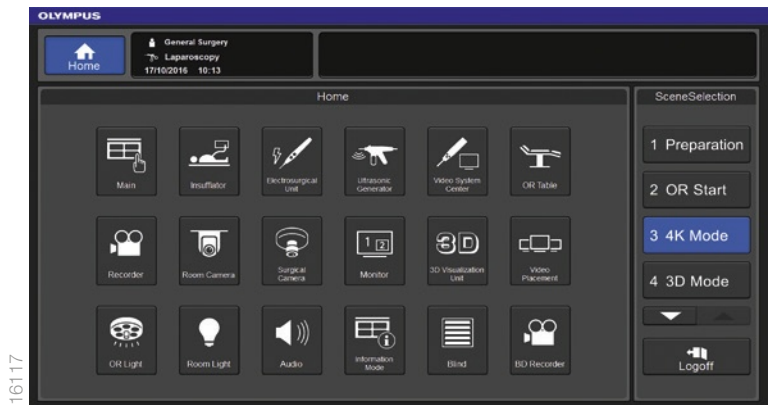 OLYMPUS
Home
General Surgery
Laparoscopy
17/10/2016 10:13
Home
SceneSelection
Main
Insufflator
Electrosurgical
Unit
Ultrasonic
Generator
Video System
Center
OR Table
1 Preparation
2 OR Start
Recorder
Room Camera
Surgical
Camera
1 2
Monitor
3D
3D Visualization
Unit
Video
Placement
3 4K Mode
4 3D Mode
OR Light
Room Light
Audio
Information
Mode
Blind
BD Recorder
Logoff
16117